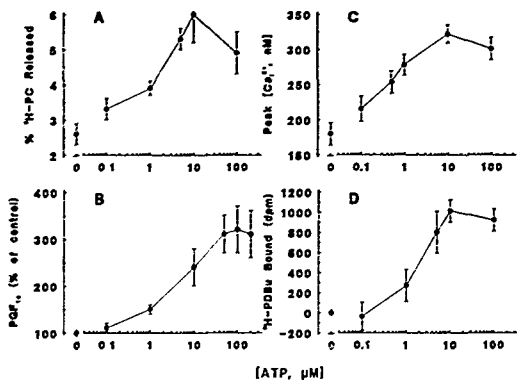 A
% ³H-PC Released
6
5
4
3
2
0 0.1 1 10 100
C
Peak [Ca²⁺ᵢ, nM]
350
300
250
200
150
0 0.1 1 10 100
B
PGF₁α (% of control)
400
300
200
100
0 0.1 1 10 100
D
³H-PDBu Bound (dpm)
1200
1000
800
600
400
200
0
-200
0 0.1 1 10 100
[ATP, µM]